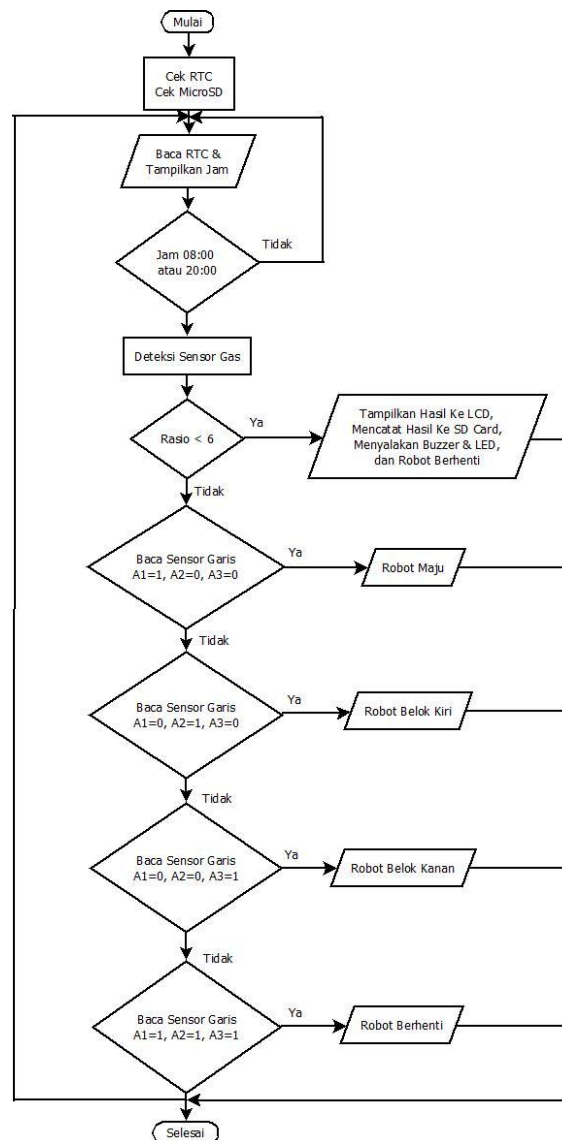 Mulai
Cek RTC
Cek MicroSD
Baca RTC &
Tampilkan Jam
Jam 08:00
atau 20:00
Tidak
Deteksi Sensor Gas
Rasio < 6
Ya
Tampilkan Hasil Ke LCD,
Mencatat Hasil Ke SD Card,
Menyalakan Buzzer & LED,
dan Robot Berhenti
Tidak
Baca Sensor Garis
A1=1, A2=0, A3=0
Ya
Robot Maju
Tidak
Baca Sensor Garis
A1=0, A2=1, A3=0
Ya
Robot Belok Kiri
Tidak
Baca Sensor Garis
A1=0, A2=0, A3=1
Ya
Robot Belok Kanan
Tidak
Baca Sensor Garis
A1=1, A2=1, A3=1
Ya
Robot Berhenti
Selesai